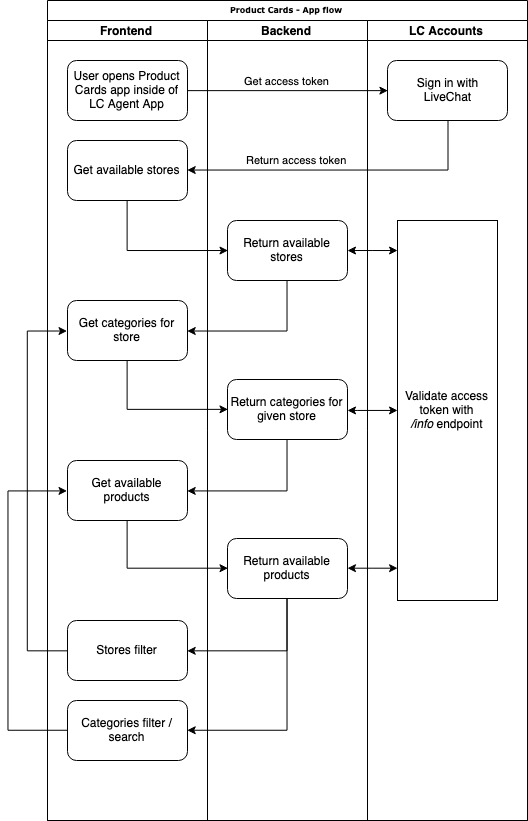 Product Cards - App flow
Frontend
Backend
LC Accounts
User opens Product
Cards app inside of
LC Agent App
Get access token
Sign in with
LiveChat
Return access token
Get available stores
Return available
stores
Get categories for
store
Return categories for
given store
Validate access
token with
/info endpoint
Get available
products
Return available
products
Stores filter
Categories filter /
search